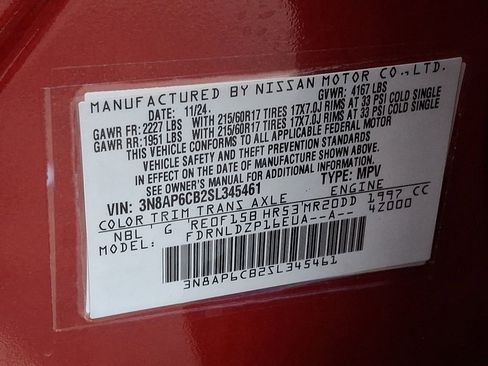 MANUFACTURED BY NISSAN MOTOR CO., LTD.
DATE: 11/24 GVWR: 4167 LBS
GAWR FR: 2227 LBS WITH 215/60R17 TIRES 17X7.0J RIMS AT 33 PSI COLD SINGLE
GAWR RR: 1951 LBS WITH 215/60R17 TIRES 17X7.0J RIMS AT 33 PSI COLD SINGLE
THIS VEHICLE CONFORMS TO ALL APPLICABLE FEDERAL MOTOR
VEHICLE SAFETY AND THEFT PREVENTION STANDARDS
IN EFFECT ON THE DATE OF MANUFACTURE SHOWN ABOVE.
SEE OWNER'S MANUAL FOR ADDITIONAL INFORMATION.
VIN: 3N8AP6CB2SL345461 TYPE: MPV
COLOR TRIM TRANS AXLE ENGINE
NBL G RE0F15B HR53 MR20DD 1997 CC
FDRNLDZP16EUA--A-- 4Z000
3N8AP6CB2SL345461